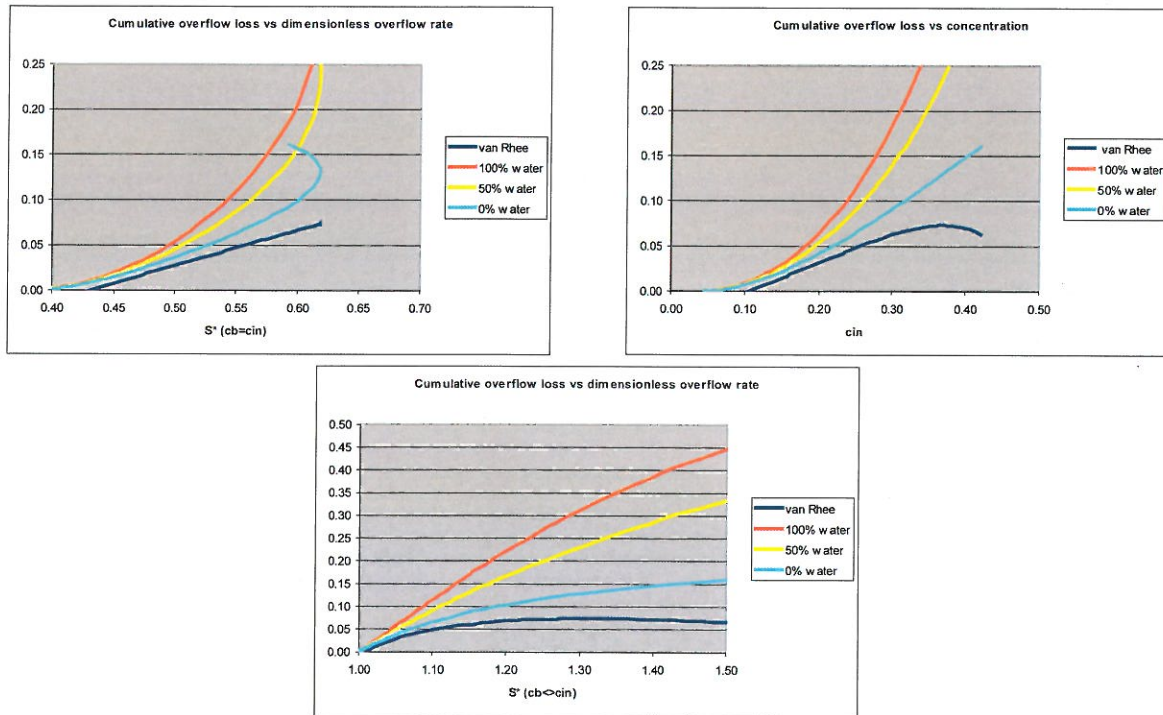 Cumulative overflow loss vs dimensionless overflow rate
0.25
0.20
0.15
0.10
0.05
0.00
0.40 0.45 0.50 0.55 0.60 0.65 0.70
S* (cb=cin)
van Rhee
100% water
50% water
0% water
Cumulative overflow loss vs concentration
0.25
0.20
0.15
0.10
0.05
0.00
0.00 0.10 0.20 0.30 0.40 0.50
cin
van Rhee
100% water
50% water
0% water
Cumulative overflow loss vs dimensionless overflow rate
0.50
0.45
0.40
0.35
0.30
0.25
0.20
0.15
0.10
0.05
0.00
1.00 1.10 1.20 1.30 1.40 1.50
S* (cb<>cin)
van Rhee
100% water
50% water
0% water